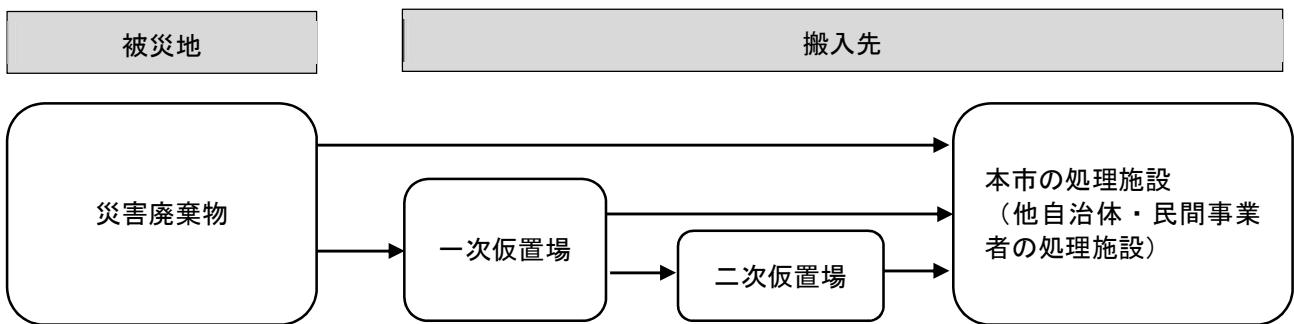 被災地
搬入先
災害廃棄物
一次仮置場
二次仮置場
本市の処理施設
（他自治体・民間事業
者の処理施設）